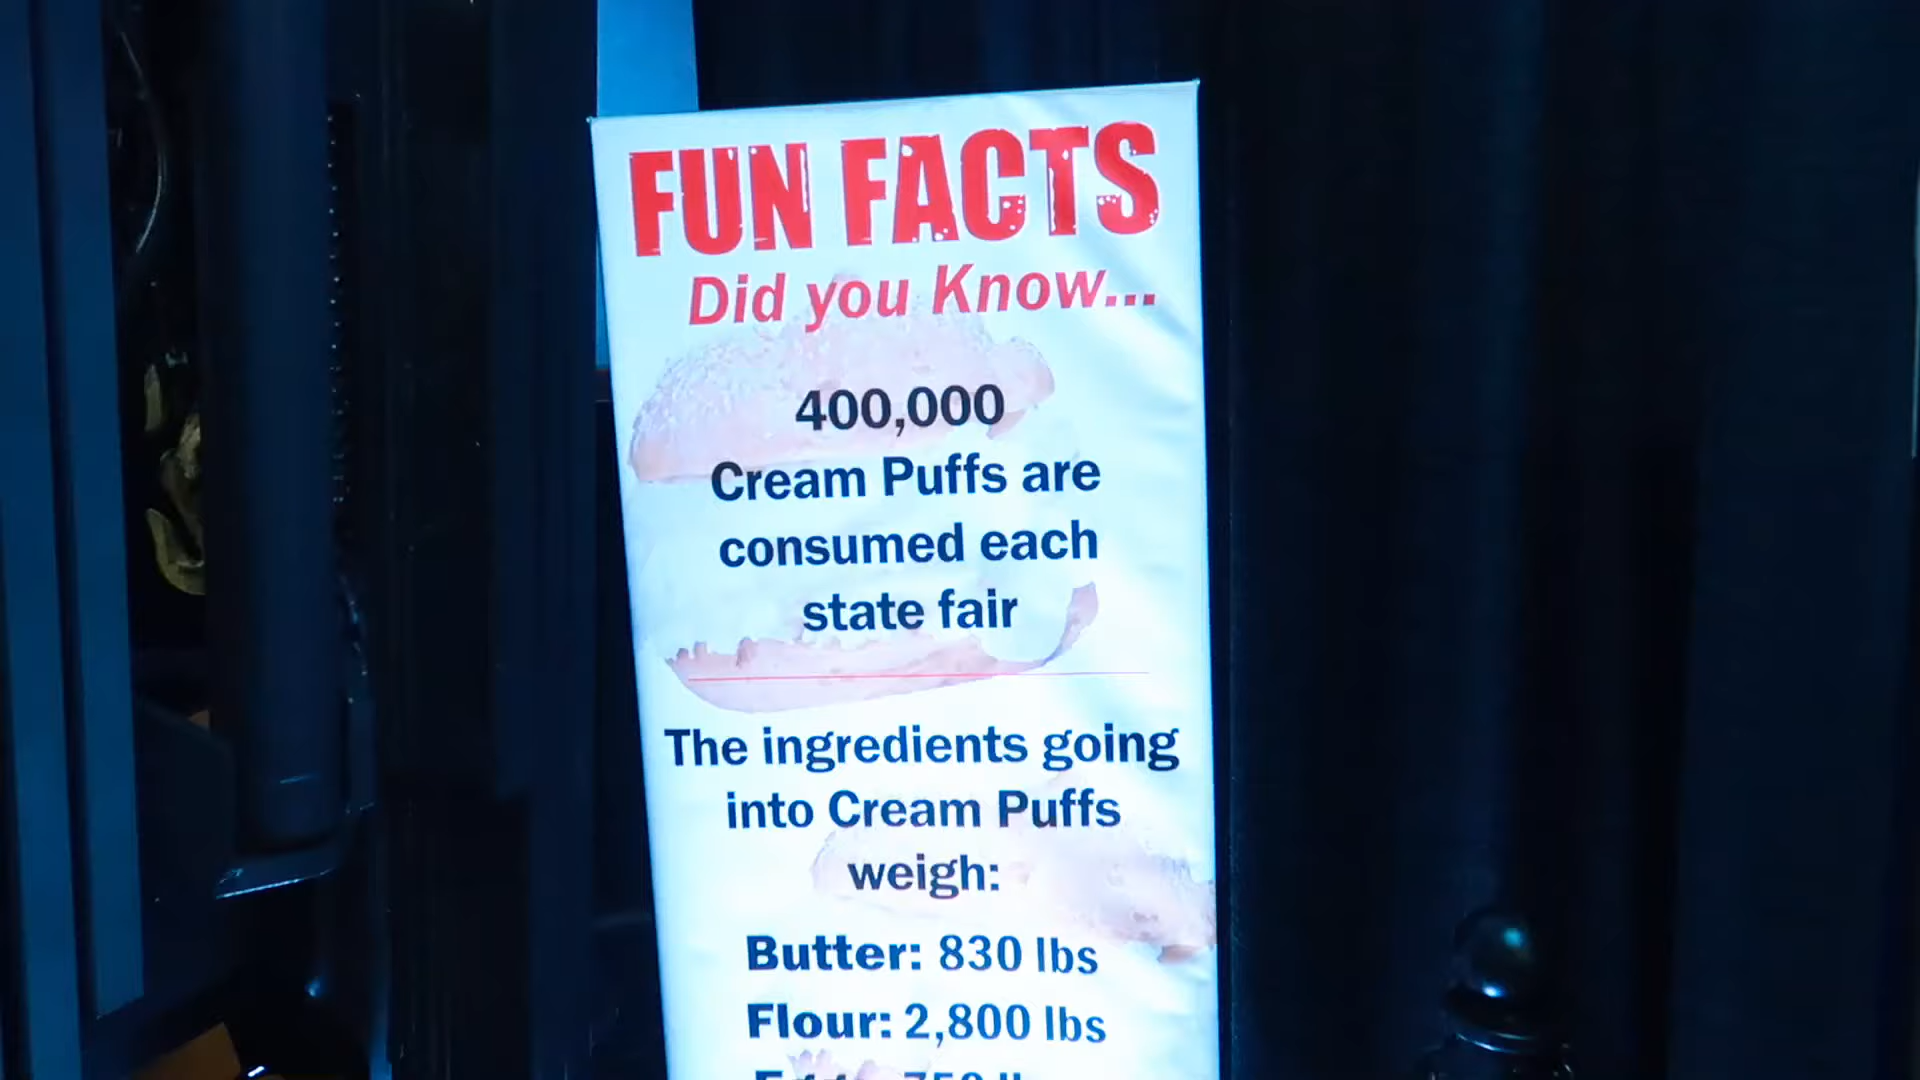 FUN FACTS
Did you Know...
400,000
Cream Puffs are
consumed each
state fair
The ingredients going
into Cream Puffs
weigh:
Butter: 830 lbs
Flour: 2,800 lbs